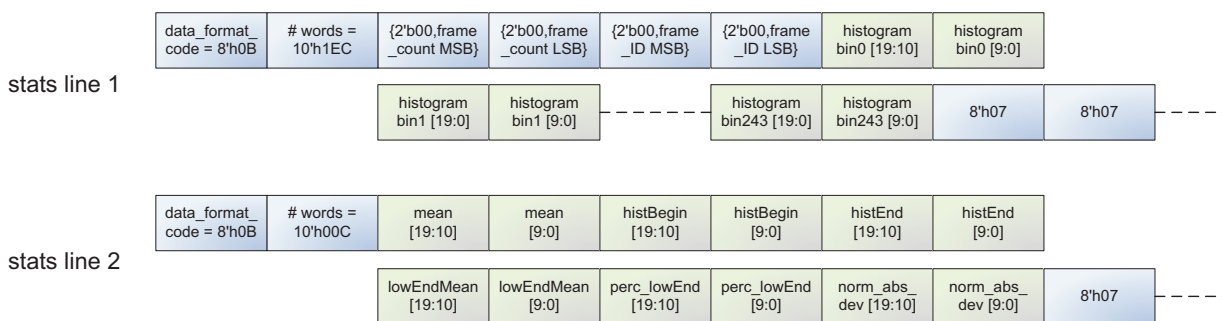 data_format_
code = 8'h0B
# words =
10'h1EC
{2'b00,frame
_count MSB}
{2'b00,frame
_count LSB}
{2'b00,frame
_ID MSB}
{2'b00,frame
_ID LSB}
histogram
bin0 [19:10]
histogram
bin0 [9:0]
stats line 1
histogram
bin1 [19:0]
histogram
bin1 [9:0]
histogram
bin243 [19:0]
histogram
bin243 [9:0]
8'h07
8'h07
data_format_
code = 8'h0B
# words =
10'h00C
mean
[19:10]
mean
[9:0]
histBegin
[19:10]
histBegin
[9:0]
histEnd
[19:10]
histEnd
[9:0]
stats line 2
lowEndMean
[19:10]
lowEndMean
[9:0]
perc_lowEnd
[19:10]
perc_lowEnd
[9:0]
norm_abs_
dev [19:10]
norm_abs_
dev [9:0]
8'h07